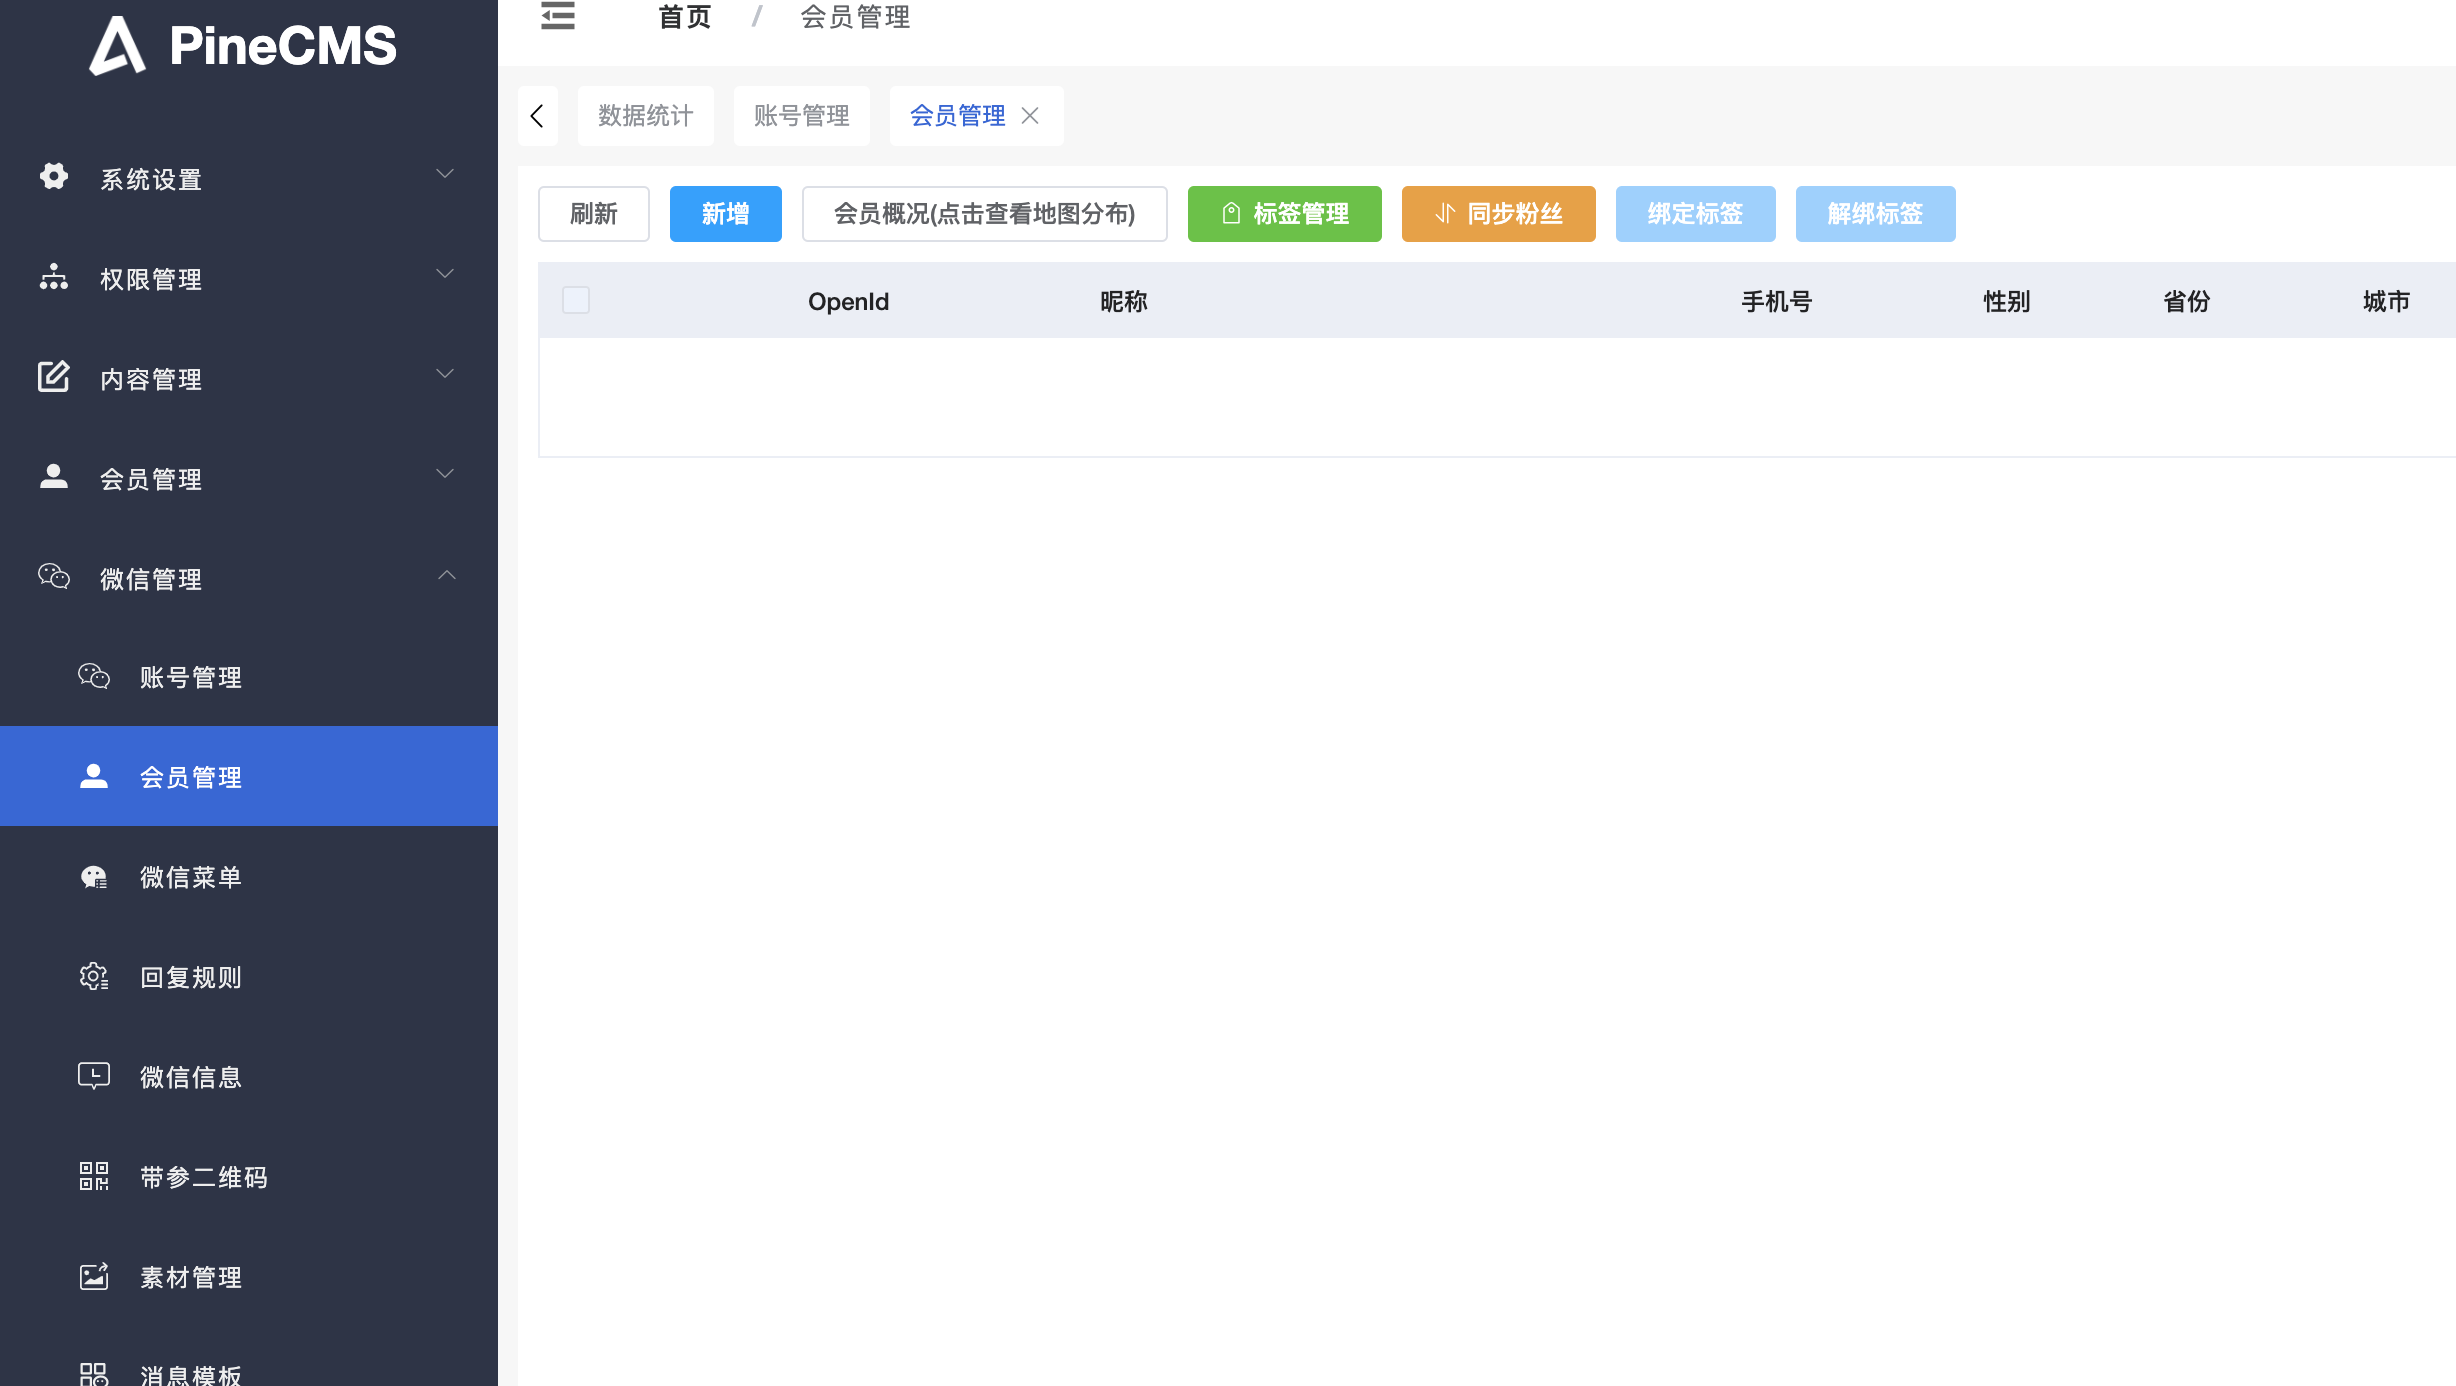 PineCMS
系统设置
权限管理
内容管理
会员管理
微信管理
账号管理
会员管理
微信菜单
回复规则
微信信息
带参二维码
素材管理
消息模板
首页 / 会员管理
数据统计 账号管理 会员管理
刷新 新增 会员概况(点击查看地图分布) 标签管理 同步粉丝 绑定标签 解绑标签
OpenId 昵称 手机号 性别 省份 城市